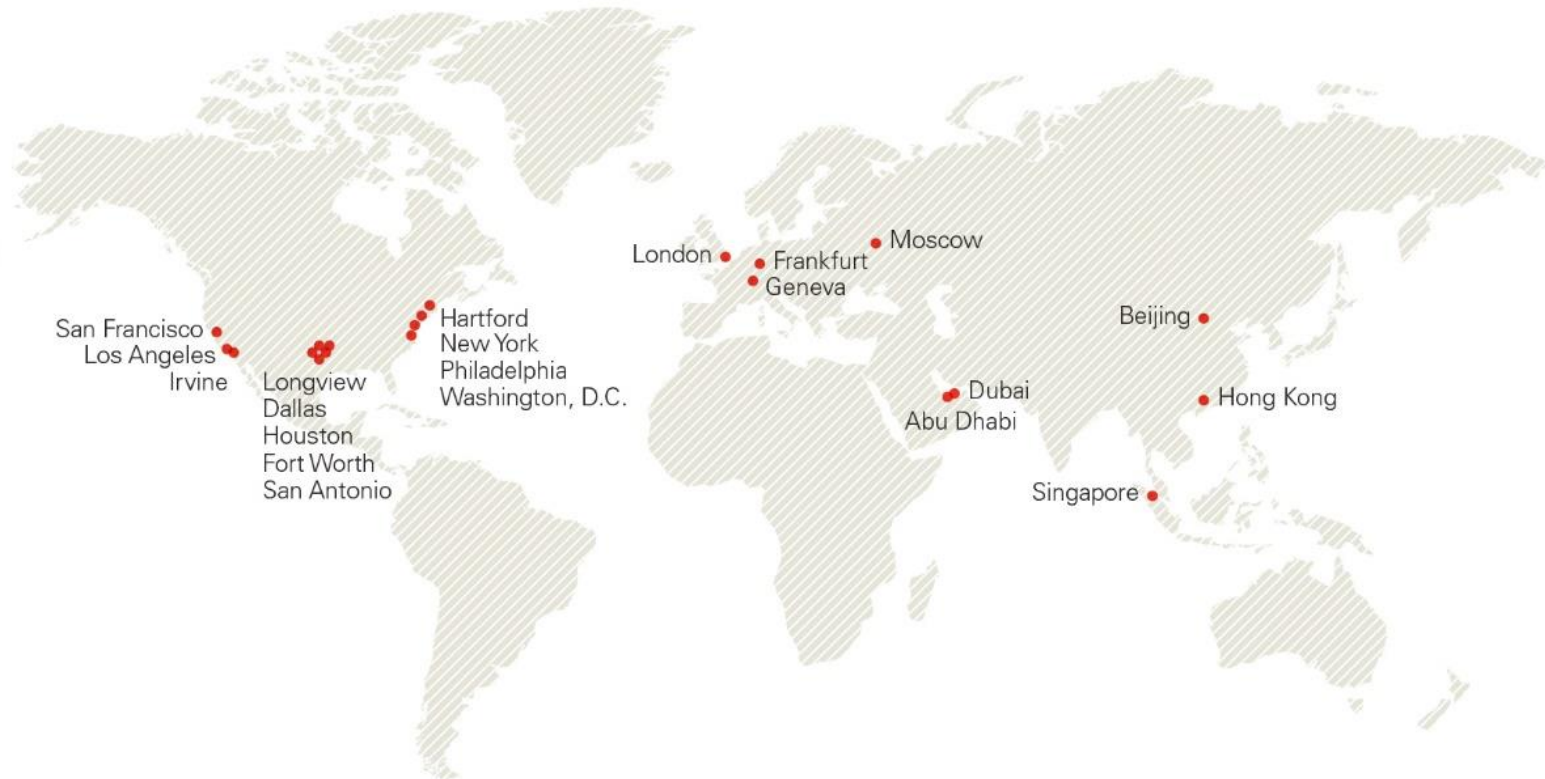 San Francisco
Los Angeles
Irvine
Longview
Dallas
Houston
Fort Worth
San Antonio
Hartford
New York
Philadelphia
Washington, D.C.
London
Frankfurt
Geneva
Moscow
Dubai
Abu Dhabi
Beijing
Hong Kong
Singapore